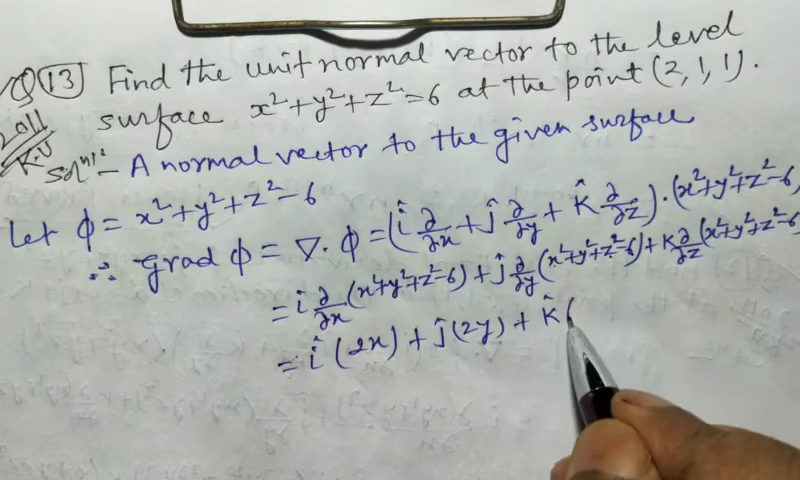 Q 13 Find the unit normal vector to the level
surface x²+y²+z²=6 at the point (2,1,1).
2011
K.U
Solⁿ:- A normal vector to the given surface
Let ϕ = x²+y²+z²-6
∴ grad ϕ = ∇. ϕ = (î ∂/∂x + ĵ ∂/∂y + k̂ ∂/∂z).(x²+y²+z²-6)
= î ∂/∂x (x²+y²+z²-6) + ĵ ∂/∂y (x²+y²+z²-6) + k ∂/∂z (x²+y²+z²-6)
= î (2x) + ĵ (2y) + k̂ (